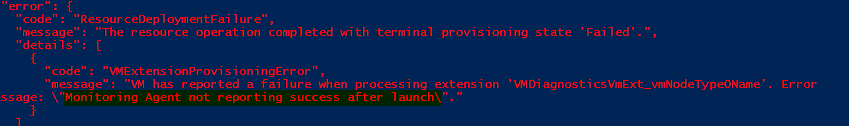 "error": {
"code": "ResourceDeploymentFailure",
"message": "The resource operation completed with terminal provisioning state 'Failed'.",
"details": [
{
"code": "VMExtensionProvisioningError",
"message": "VM has reported a failure when processing extension 'VMDiagnosticsVmExt_vmNodeType0Name'. Error
ssage: \"Monitoring Agent not reporting success after launch\"."
}
]